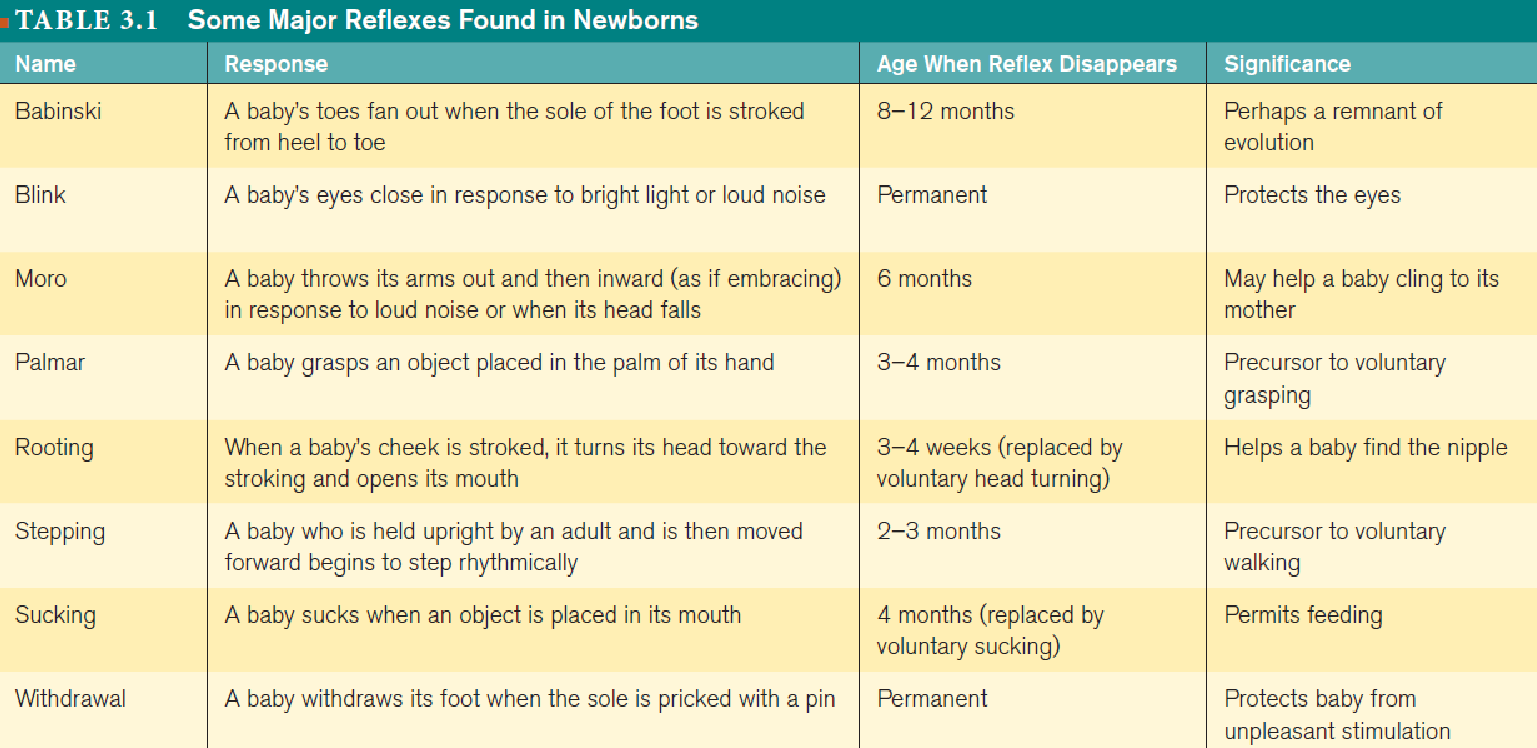 TABLE 3.1 Some Major Reflexes Found in Newborns
Name Response Age When Reflex Disappears Significance
Babinski A baby's toes fan out when the sole of the foot is stroked 8–12 months Perhaps a remnant of
from heel to toe evolution
Blink A baby's eyes close in response to bright light or loud noise Permanent Protects the eyes
Moro A baby throws its arms out and then inward (as if embracing) 6 months May help a baby cling to its
in response to loud noise or when its head falls mother
Palmar A baby grasps an object placed in the palm of its hand 3–4 months Precursor to voluntary
grasping
Rooting When a baby's cheek is stroked, it turns its head toward the 3–4 weeks (replaced by Helps a baby find the nipple
stroking and opens its mouth voluntary head turning)
Stepping A baby who is held upright by an adult and is then moved 2–3 months Precursor to voluntary
forward begins to step rhythmically walking
Sucking A baby sucks when an object is placed in its mouth 4 months (replaced by Permits feeding
voluntary sucking)
Withdrawal A baby withdraws its foot when the sole is pricked with a pin Permanent Protects baby from
unpleasant stimulation